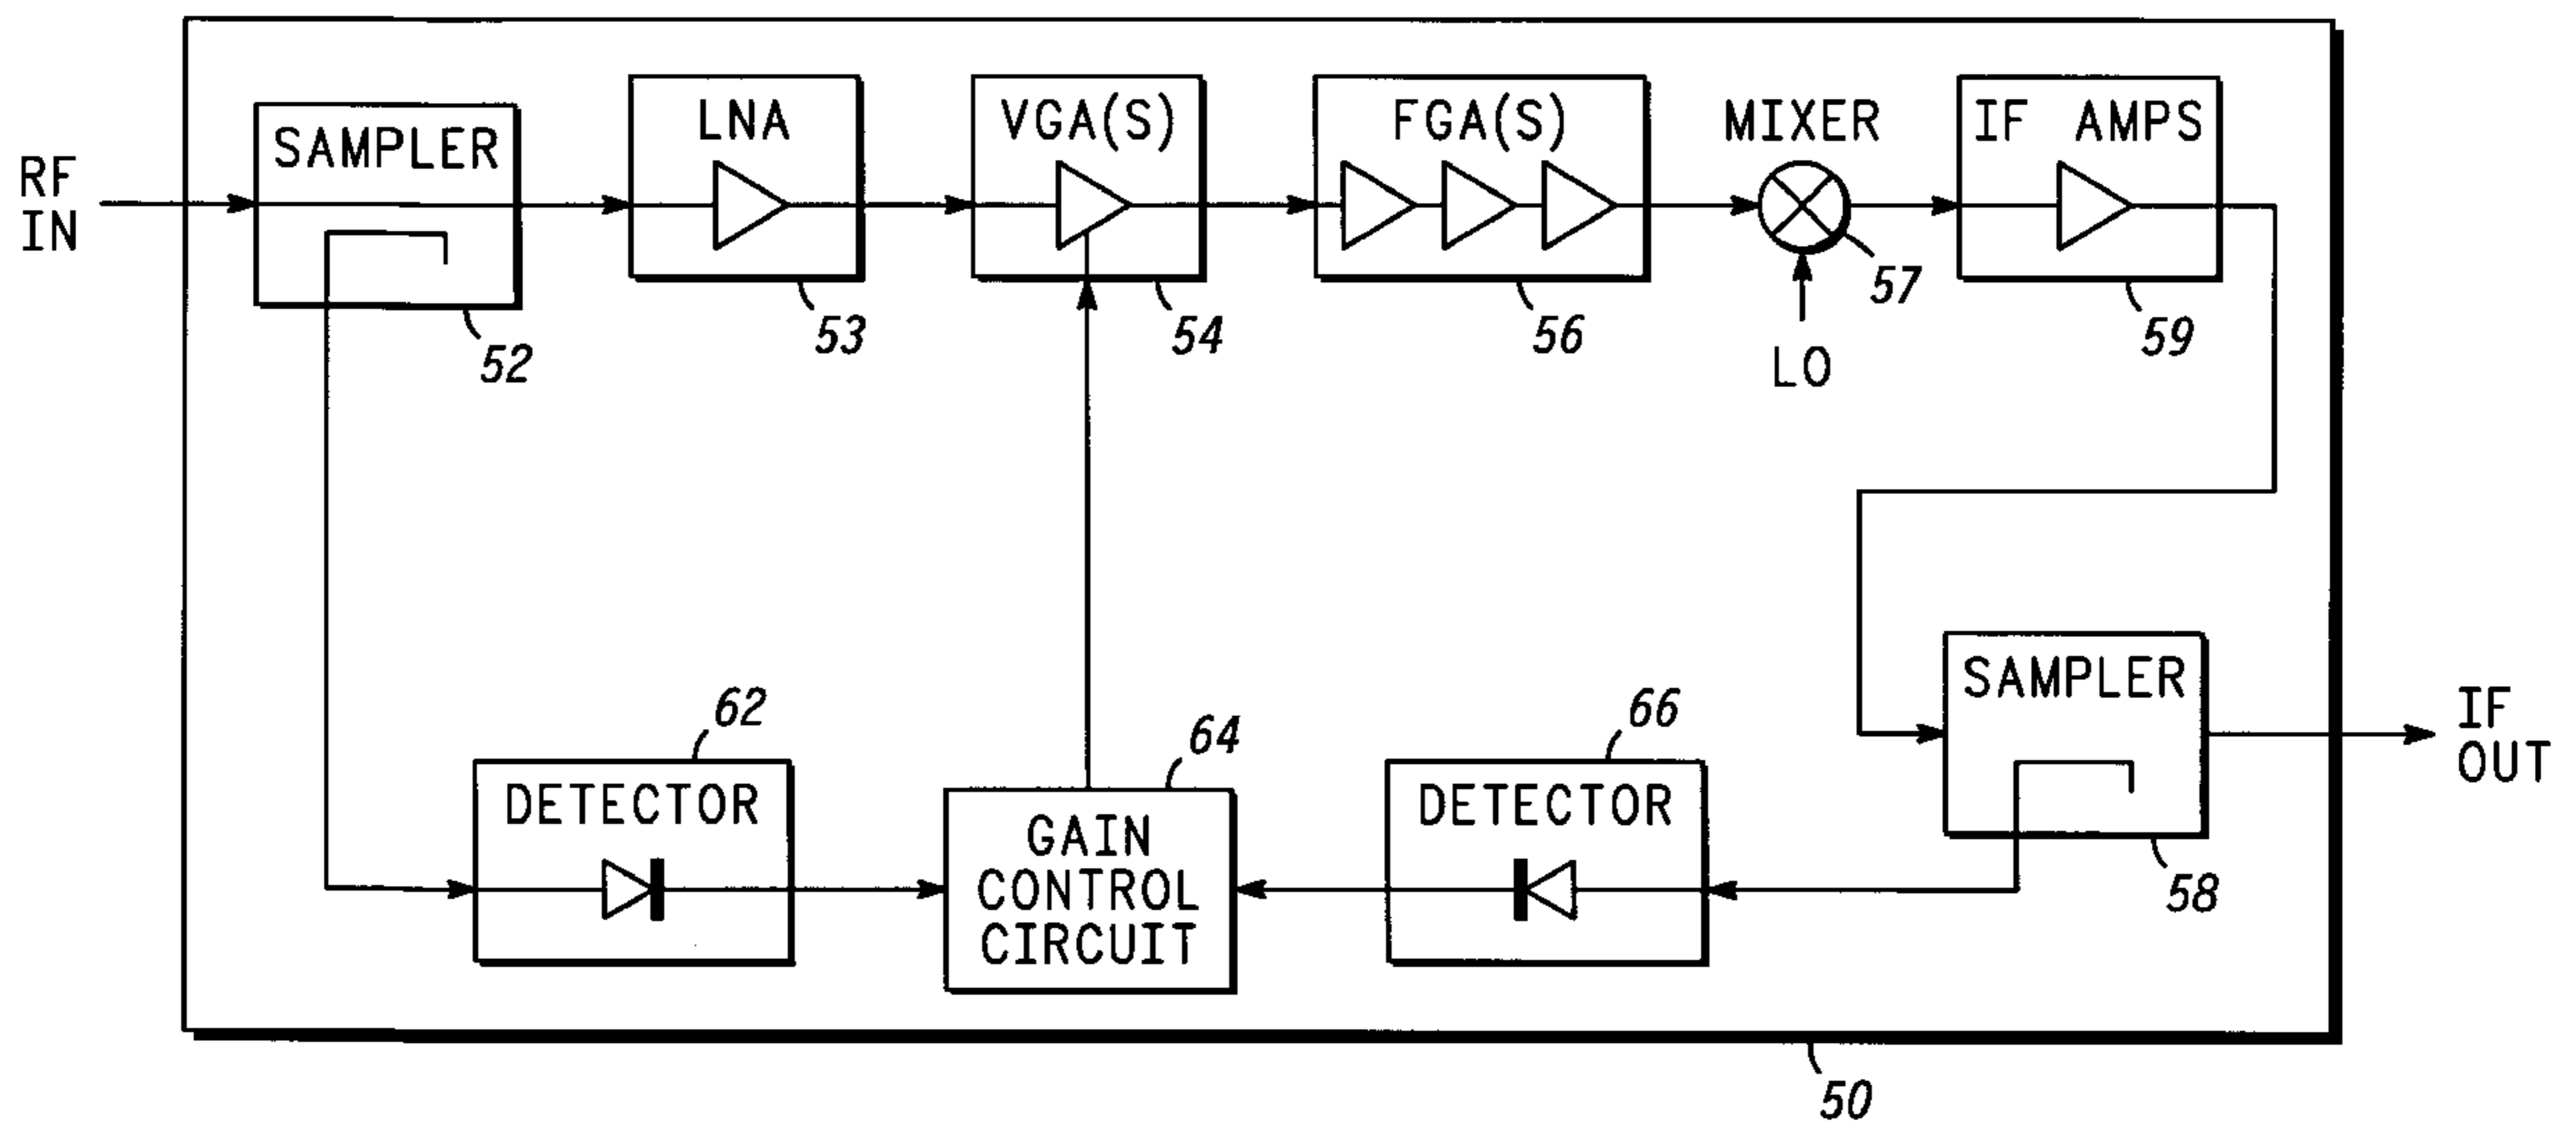 RF
IN
SAMPLER
52
LNA
53
VGA(S)
54
FGA(S)
56
MIXER
57
LO
IF AMPS
59
DETECTOR
62
GAIN
CONTROL
CIRCUIT
64
DETECTOR
66
SAMPLER
58
IF
OUT
50